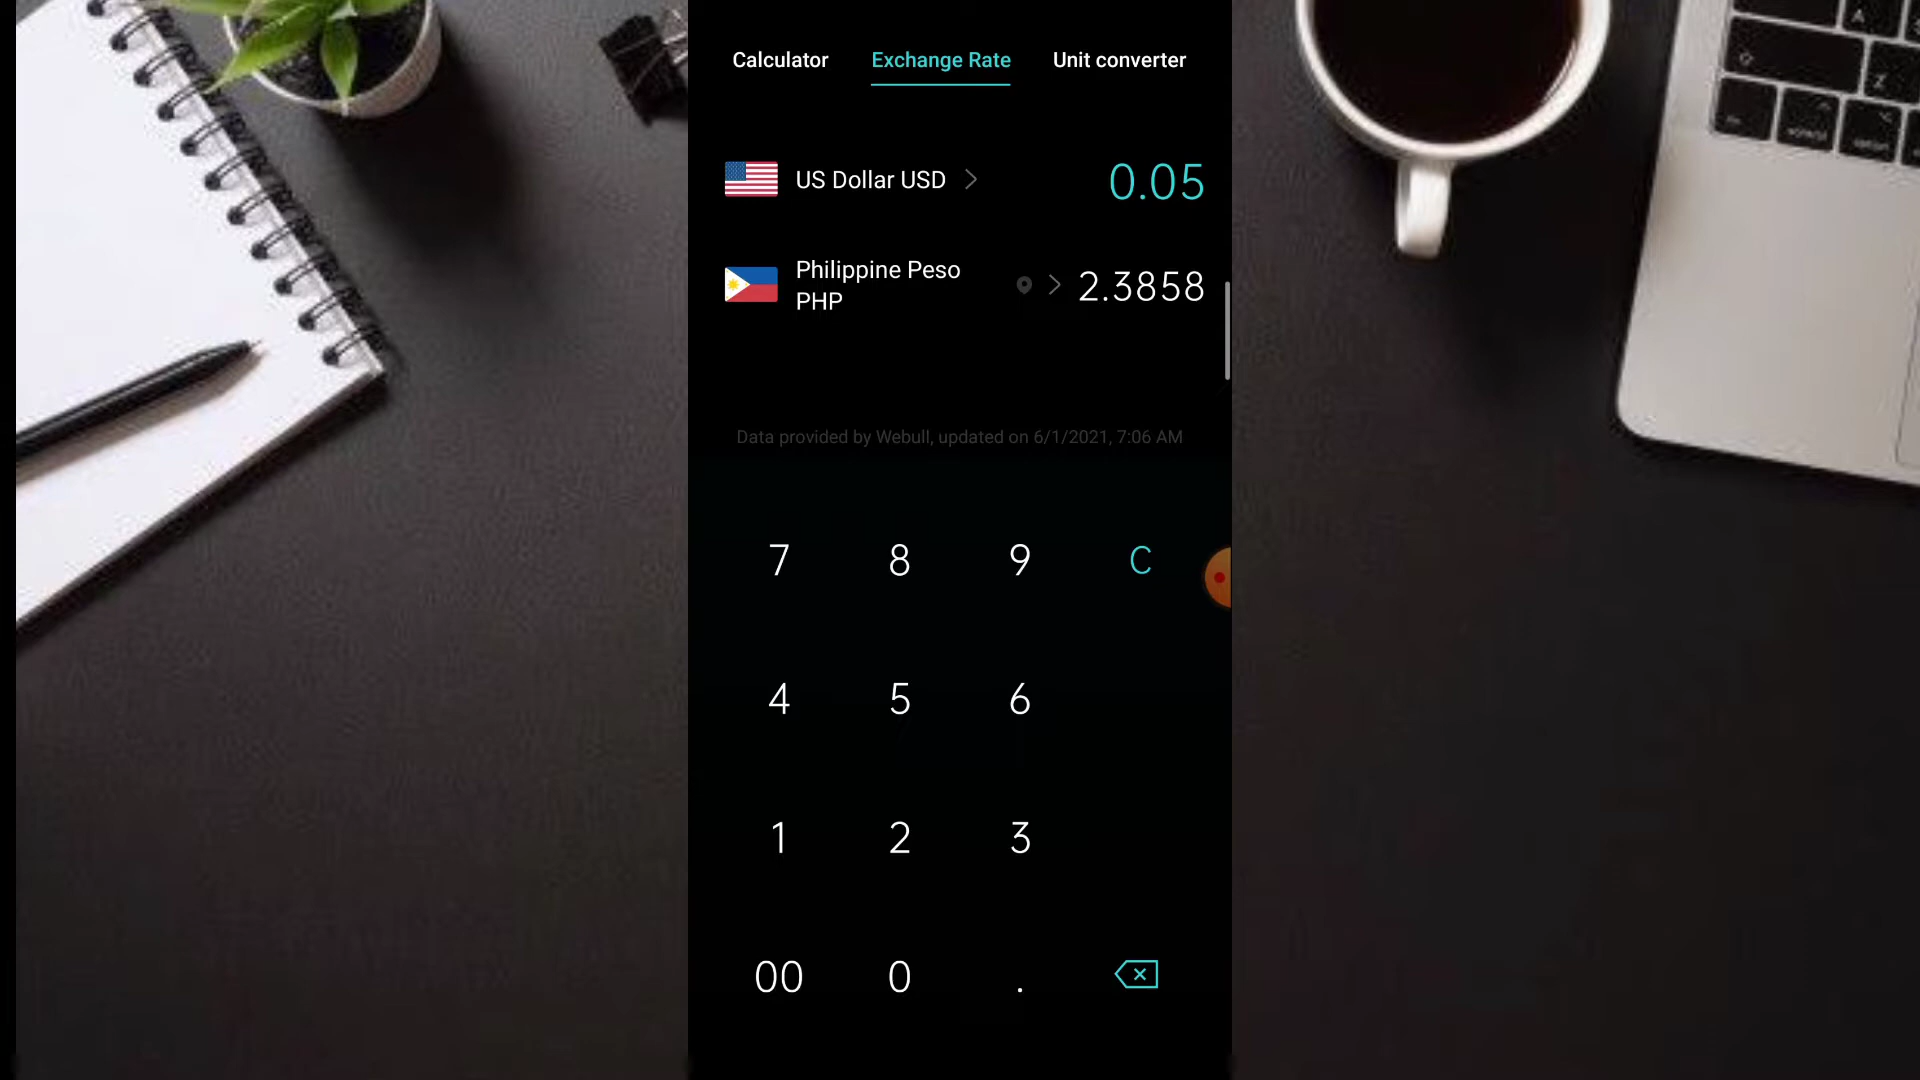 Calculator Exchange Rate Unit converter
US Dollar USD 0.05
Philippine Peso
PHP 2.3858
Data provided by Webull, updated on 6/1/2021, 7:06 AM
7 8 9 C
4 5 6
1 2 3
00 0 .
A
Z
option